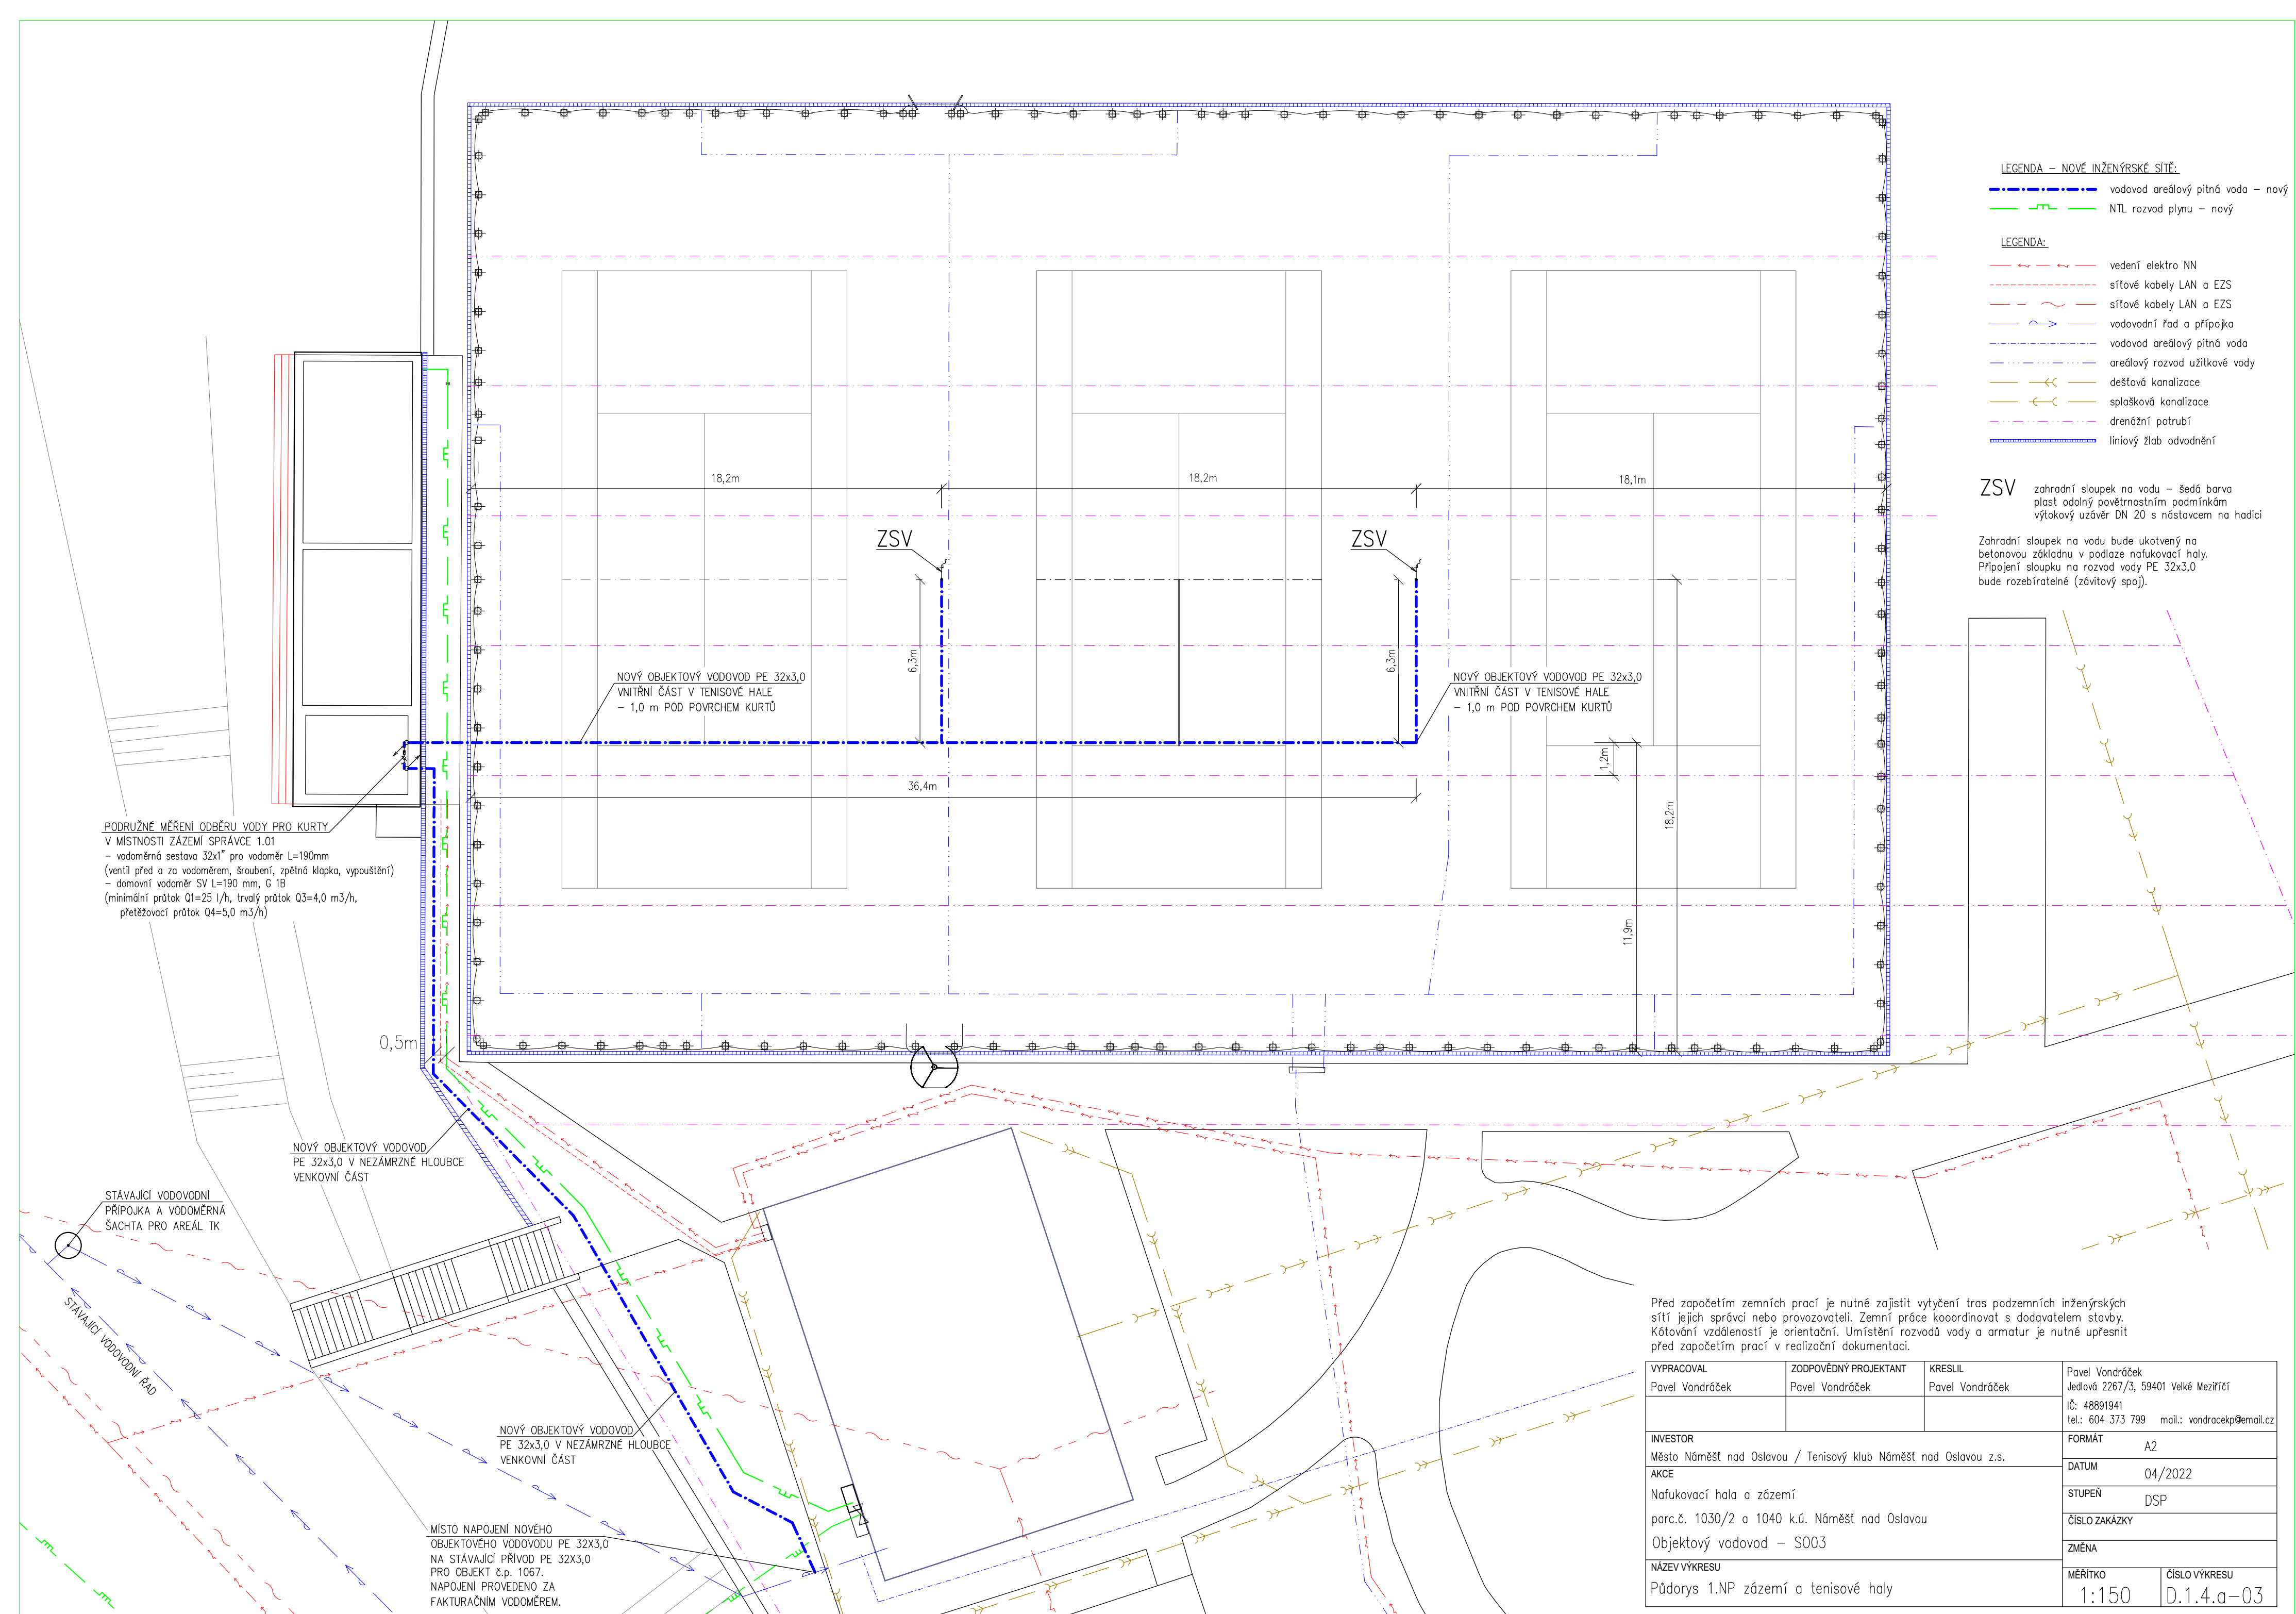 LEGENDA – NOVÉ INŽENÝRSKÉ SÍTĚ:
vodovod areálový pitná voda – nový
NTL rozvod plynu – nový
LEGENDA:
vedení elektro NN
síťové kabely LAN a EZS
síťové kabely LAN a EZS
vodovodní řad a přípojka
vodovod areálový pitná voda
areálový rozvod užitkové vody
dešťová kanalizace
splašková kanalizace
drenážní potrubí
liniový žlab odvodnění
ZSV
zahradní sloupek na vodu – šedá barva
plast odolný povětrnostním podmínkám
výtokový uzávěr DN 20 s nástavcem na hadici
Zahradní sloupek na vodu bude ukotvený na
betonovou základnu v podlaze nafukovací haly.
Připojení sloupku na rozvod vody PE 32x3,0
bude rozebíratelné (závitový spoj).
18,2m
18,2m
18,1m
ZSV
ZSV
6,3m
6,3m
NOVÝ OBJEKTOVÝ VODOVOD PE 32x3,0
VNITŘNÍ ČÁST V TENISOVÉ HALE
– 1,0 m POD POVRCHEM KURTŮ
NOVÝ OBJEKTOVÝ VODOVOD PE 32x3,0
VNITŘNÍ ČÁST V TENISOVÉ HALE
– 1,0 m POD POVRCHEM KURTŮ
1,2m
36,4m
18,2m
11,9m
PODRUŽNÉ MĚŘENÍ ODBĚRU VODY PRO KURTY
V MÍSTNOSTI ZÁZEMÍ SPRÁVCE 1.01
– vodoměrná sestava 32x1" pro vodoměr L=190mm
(ventil před a za vodoměrem, šroubení, zpětná klapka, vypouštění)
– domovní vodoměr SV L=190 mm, G 1B
(minimální průtok Q1=25 l/h, trvalý průtok Q3=4,0 m3/h,
přetěžovací průtok Q4=5,0 m3/h)
0,5m
NOVÝ OBJEKTOVÝ VODOVOD
PE 32x3,0 V NEZÁMRZNÉ HLOUBCE
VENKOVNÍ ČÁST
STÁVAJÍCÍ VODOVODNÍ
PŘÍPOJKA A VODOMĚRNÁ
ŠACHTA PRO AREÁL TK
STÁVAJÍCÍ VODOVODNÍ ŘAD
NOVÝ OBJEKTOVÝ VODOVOD
PE 32x3,0 V NEZÁMRZNÉ HLOUBCE
VENKOVNÍ ČÁST
MÍSTO NAPOJENÍ NOVÉHO
OBJEKTOVÉHO VODOVODU PE 32X3,0
NA STÁVAJÍCÍ PŘÍVOD PE 32X3,0
PRO OBJEKT č.p. 1067.
NAPOJENÍ PROVEDENO ZA
FAKTURAČNÍM VODOMĚREM.
Před započetím zemních prací je nutné zajistit vytyčení tras podzemních inženýrských
sítí jejich správci nebo provozovateli. Zemní práce kooordinovat s dodavatelem stavby.
Kótování vzdáleností je orientační. Umístění rozvodů vody a armatur je nutné upřesnit
před započetím prací v realizační dokumentaci.
VYPRACOVAL
Pavel Vondráček
ZODPOVĚDNÝ PROJEKTANT
Pavel Vondráček
KRESLIL
Pavel Vondráček
Pavel Vondráček
Jedlová 2267/3, 59401 Velké Meziříčí
IČ: 48891941
tel.: 604 373 799 mail.: vondracekp@email.cz
INVESTOR
Město Náměšť nad Oslavou / Tenisový klub Náměšť nad Oslavou z.s.
AKCE
Nafukovací hala a zázemí
parc.č. 1030/2 a 1040 k.ú. Náměšť nad Oslavou
Objektový vodovod – SO03
NÁZEV VÝKRESU
Půdorys 1.NP zázemí a tenisové haly
FORMÁT
A2
DATUM
04/2022
STUPEŇ
DSP
ČÍSLO ZAKÁZKY
ZMĚNA
MĚŘÍTKO
1:150
ČÍSLO VÝKRESU
D.1.4.a–03